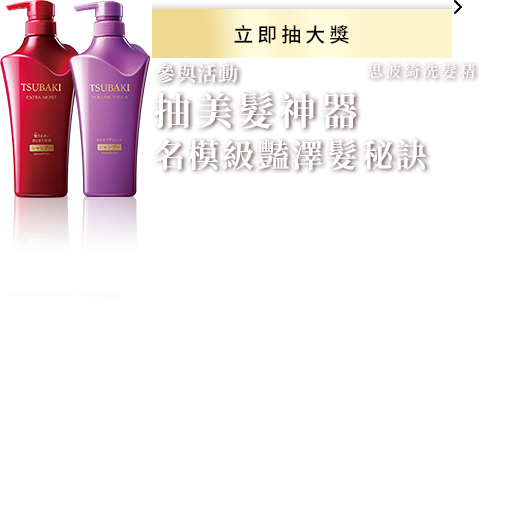 立即抽大獎
參與活動
思波綺洗髮精
抽美髮神器
名模級豔澤髮秘訣
TSUBAKI
EXTRA MOIST
シャンプー
TSUBAKI
VOLUME TOUCH
シャンプー